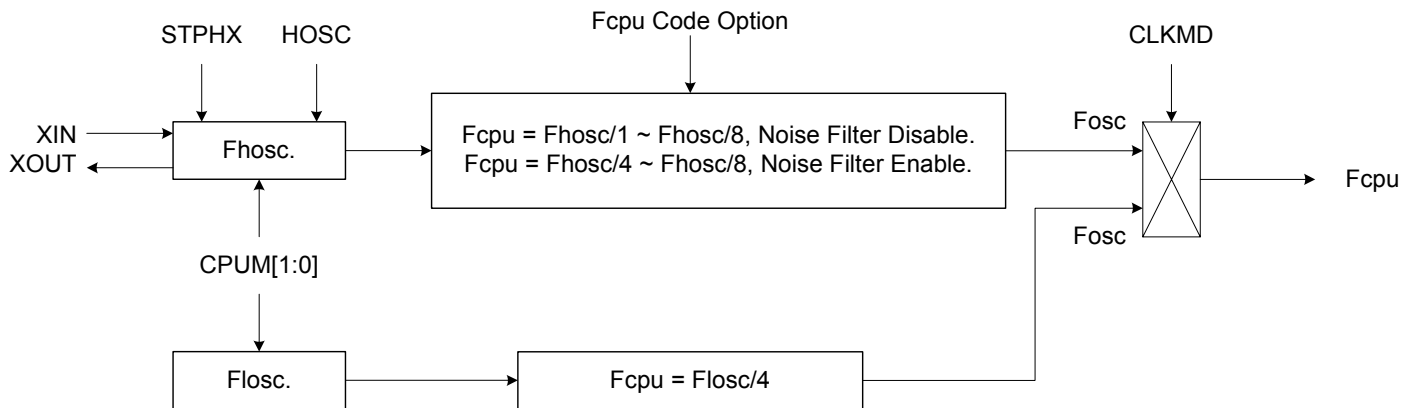 Fcpu Code Option
STPHX
HOSC
CLKMD
XIN
XOUT
Fhosc.
Fcpu = Fhosc/1 ~ Fhosc/8, Noise Filter Disable.
Fcpu = Fhosc/4 ~ Fhosc/8, Noise Filter Enable.
Fosc
Fosc
Fcpu
CPUM[1:0]
Flosc.
Fcpu = Flosc/4